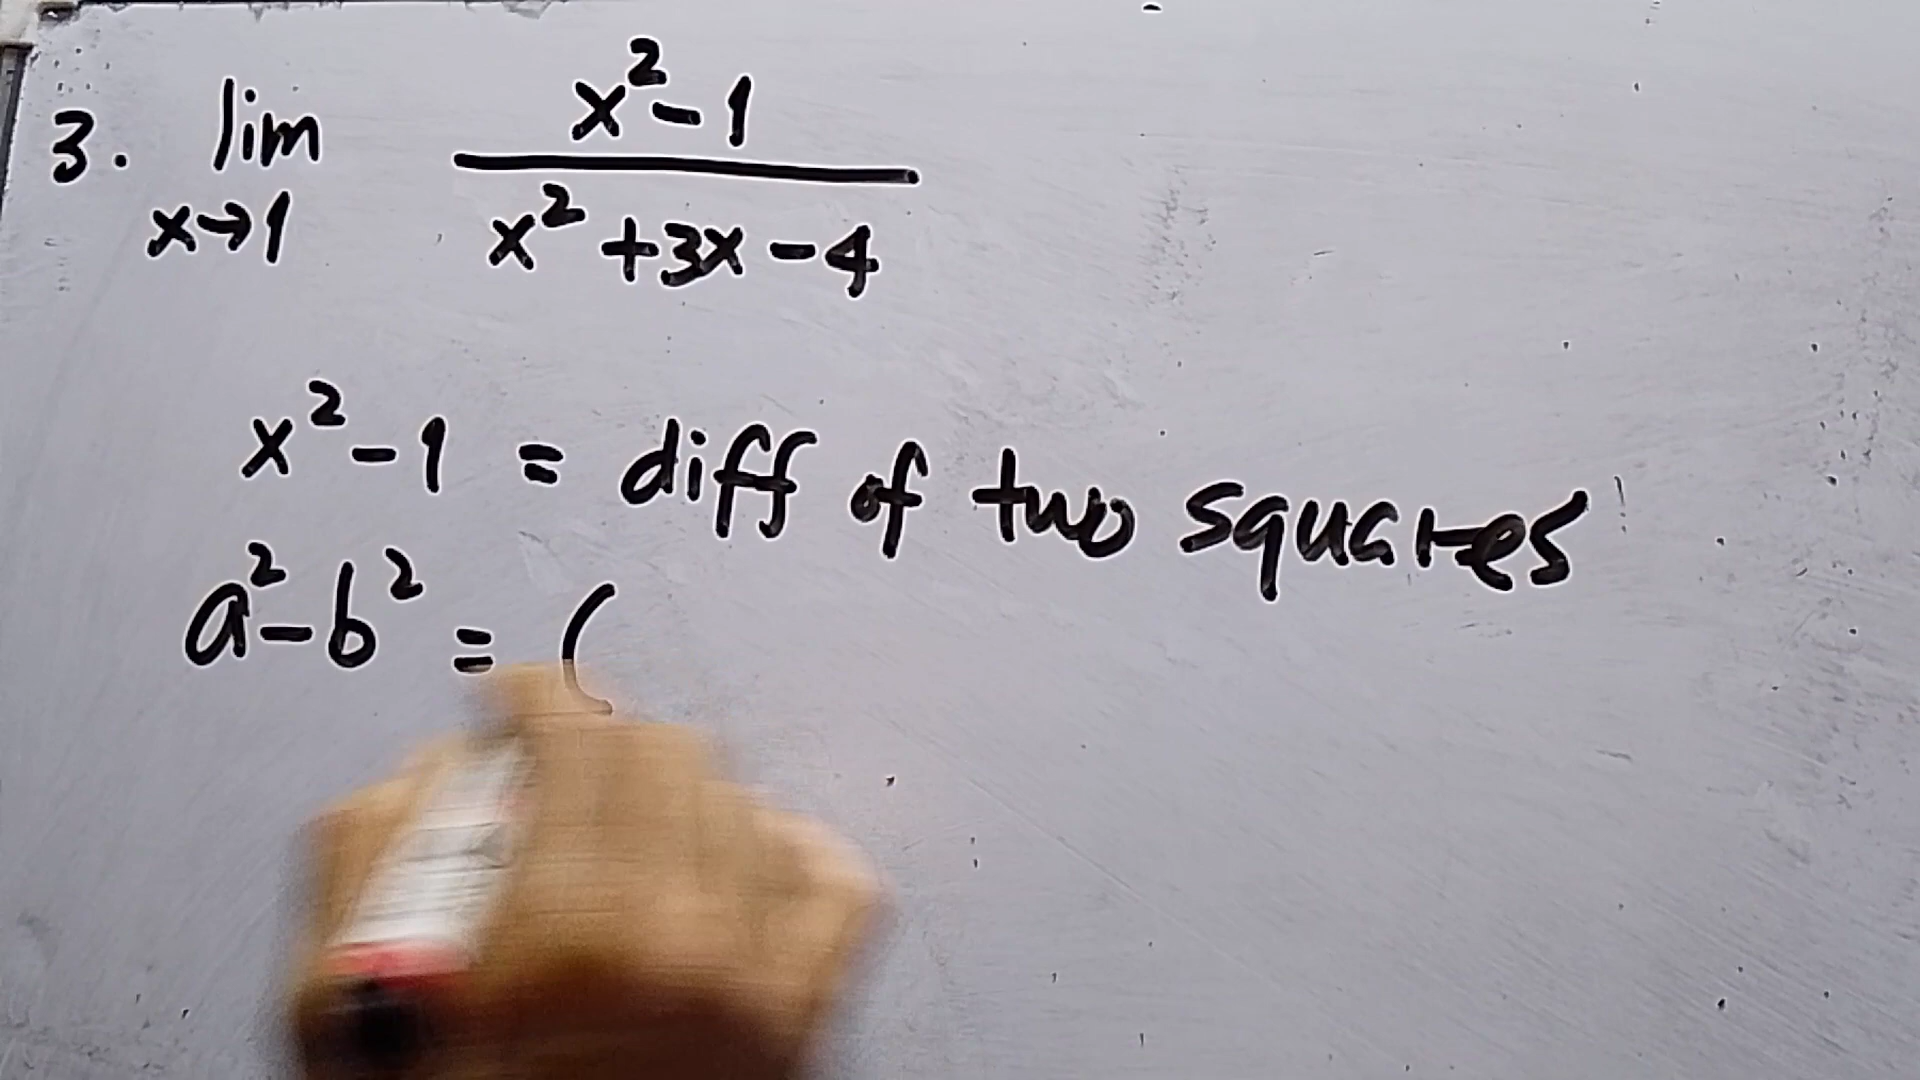 3. lim x²-1
x→1 x²+3x-4
x²-1 = diff of two squares
a²-b² = (